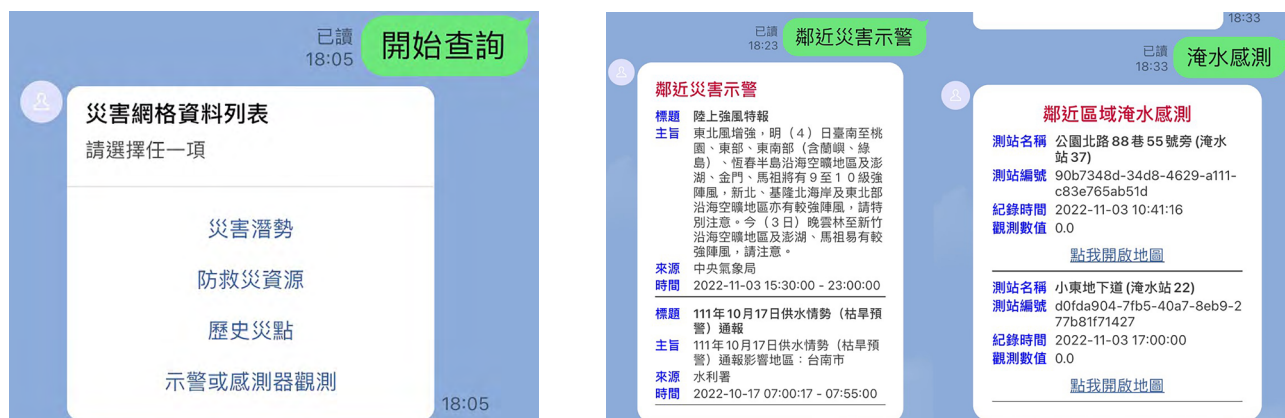 已讀
18:05
開始查詢
災害網格資料列表
請選擇任一項
災害潛勢
防救災資源
歷史災點
示警或感測器觀測
18:05
已讀
18:23
鄰近災害示警
鄰近災害示警
標題 陸上強風特報
主旨 東北風增強,明(4)日臺南至桃
園、東部、東南部(含蘭嶼、綠
島)、恆春半島沿海空曠地區及澎
湖、金門、馬祖將有9至10級強
陣風,新北、基隆北海岸及東北部
沿海空曠地區亦有較強陣風,請特
別注意。今(3日)晚雲林至新竹
沿海空曠地區及澎湖、馬祖易有較
強陣風,請注意。
來源 中央氣象局
時間 2022-11-03 15:30:00 - 23:00:00
標題 111年10月17日供水情勢(枯旱預
警)通報
主旨 111年10月17日供水情勢(枯旱預
警)通報影響地區:台南市
來源 水利署
時間 2022-10-17 07:00:17 - 07:55:00
18:33
已讀
18:33
淹水感測
鄰近區域淹水感測
測站名稱 公園北路88巷55號旁(淹水
站37)
測站編號 90b7348d-34d8-4629-a111-
c83e765ab51d
紀錄時間 2022-11-03 10:41:16
觀測數值 0.0
點我開啟地圖
測站名稱 小東地下道(淹水站22)
測站編號 d0fda904-7fb5-40a7-8eb9-2
77b81f71427
紀錄時間 2022-11-03 17:00:00
觀測數值 0.0
點我開啟地圖